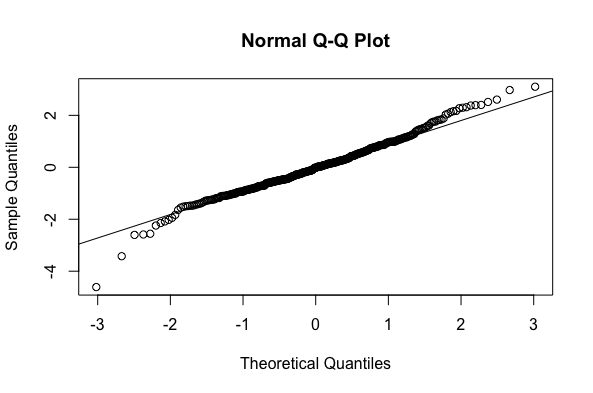 Normal Q-Q Plot
Sample Quantiles
2
0
-2
-4
-3 -2 -1 0 1 2 3
Theoretical Quantiles